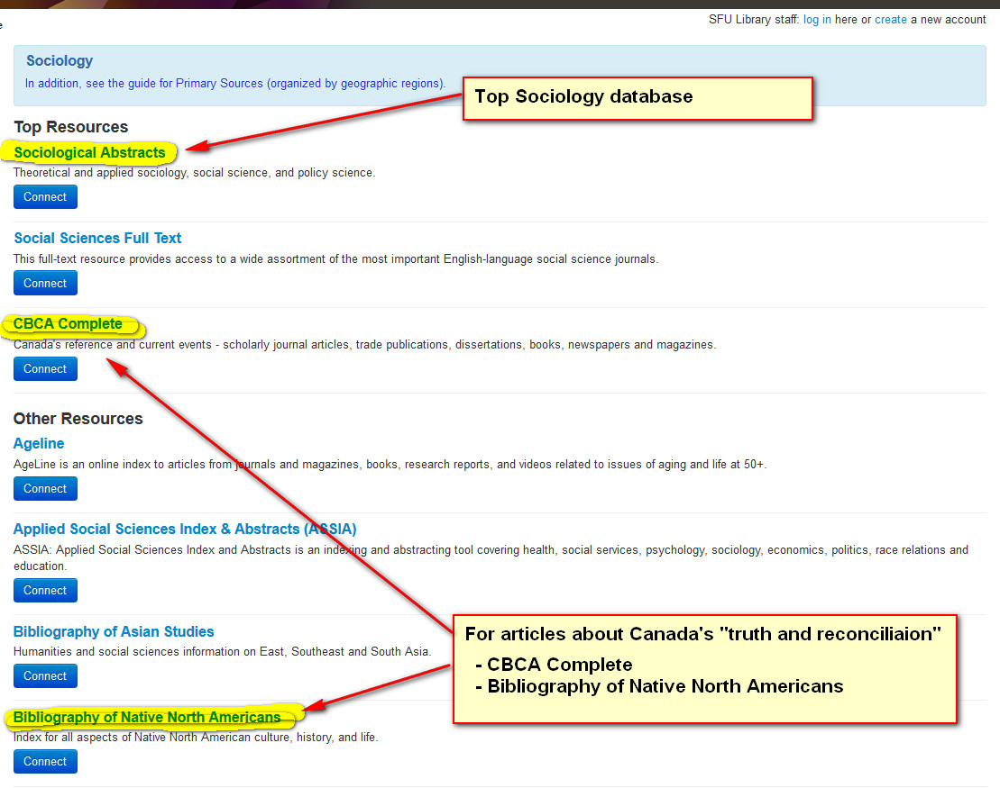 SFU Library staff: log in here or create a new account
e
Sociology
In addition, see the guide for Primary Sources (organized by geographic regions).
Top Sociology database
Top Resources
Sociological Abstracts
Theoretical and applied sociology, social science, and policy science.
Connect
Social Sciences Full Text
This full-text resource provides access to a wide assortment of the most important English-language social science journals.
Connect
CBCA Complete
Canada's reference and current events - scholarly journal articles, trade publications, dissertations, books, newspapers and magazines.
Connect
Other Resources
Ageline
AgeLine is an online index to articles from journals and magazines, books, research reports, and videos related to issues of aging and life at 50+.
Connect
Applied Social Sciences Index & Abstracts (ASSIA)
ASSIA: Applied Social Sciences Index and Abstracts is an indexing and abstracting tool covering health, social services, psychology, sociology, economics, politics, race relations and
education.
Connect
Bibliography of Asian Studies
Humanities and social sciences information on East, Southeast and South Asia.
Connect
For articles about Canada's "truth and reconciliaion"
- CBCA Complete
- Bibliography of Native North Americans
Bibliography of Native North Americans
Index for all aspects of Native North American culture, history, and life.
Connect